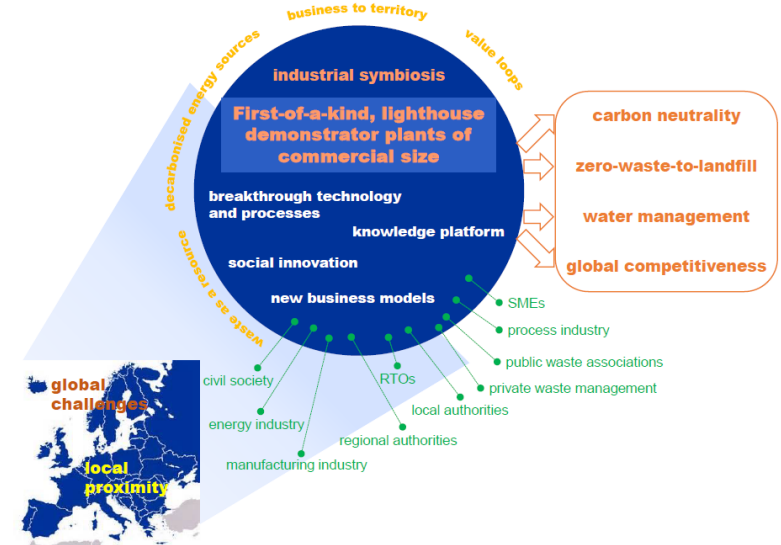 business to territory
decarbonised energy sources
value loops
waste as a resource
industrial symbiosis
First-of-a-kind, lighthouse
demonstrator plants of
commercial size
breakthrough technology
and processes
knowledge platform
social innovation
new business models
carbon neutrality
zero-waste-to-landfill
water management
global competitiveness
SMEs
process industry
public waste associations
private waste management
local authorities
RTOs
regional authorities
manufacturing industry
energy industry
civil society
global
challenges
local
proximity